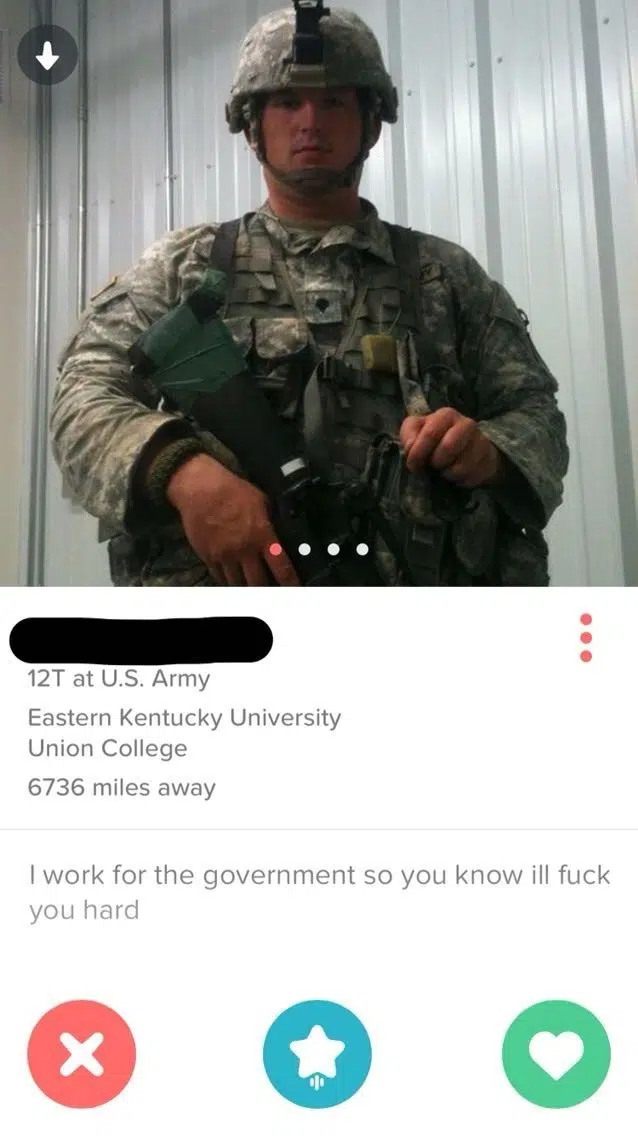 12T at U.S. Army
Eastern Kentucky University
Union College
6736 miles away
I work for the government so you know ill fuck
you hard